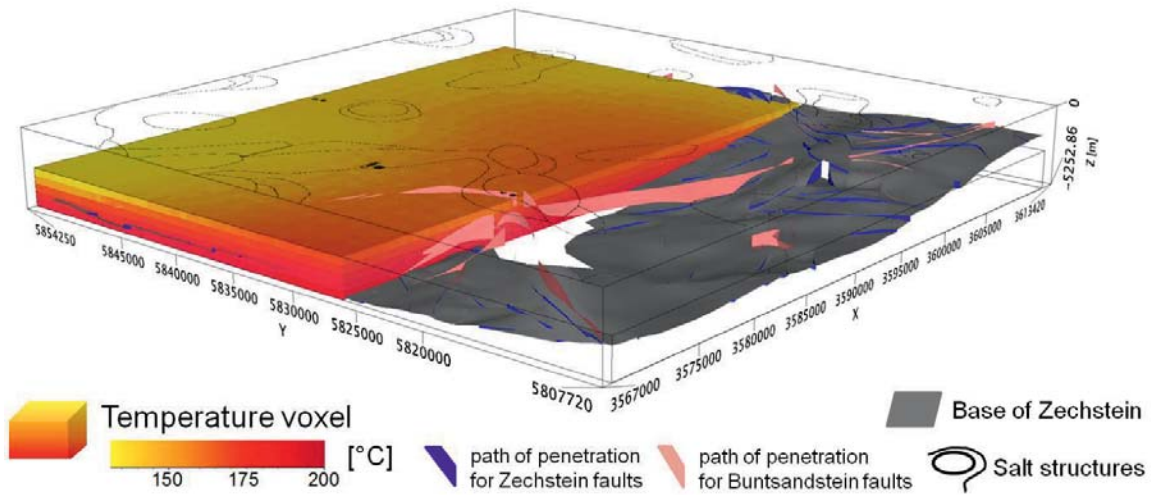 0
-5252.86
Z [m]
5854250
5845000
5840000
5835000
5830000
5825000
5820000
5807720
Y
3567000
3575000
3580000
3585000
3590000
3595000
3600000
3605000
3613420
X
Temperature voxel
[°C]
150 175 200
path of penetration
for Zechstein faults
path of penetration
for Buntsandstein faults
Base of Zechstein
Salt structures